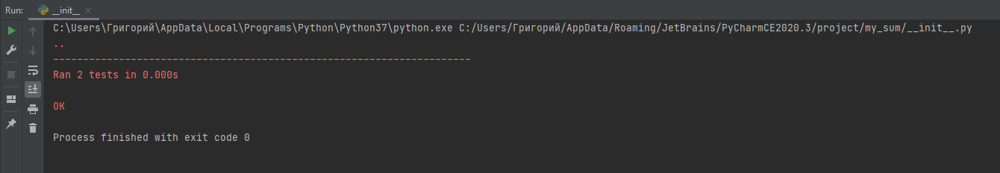 Run: __init__
C:\Users\Григорий\AppData\Local\Programs\Python\Python37\python.exe C:/Users/Григорий/AppData/Roaming/JetBrains/PyCharmCE2020.3/project/my_sum/__init__.py
..
----------------------------------------------------------------------
Ran 2 tests in 0.000s
OK
Process finished with exit code 0